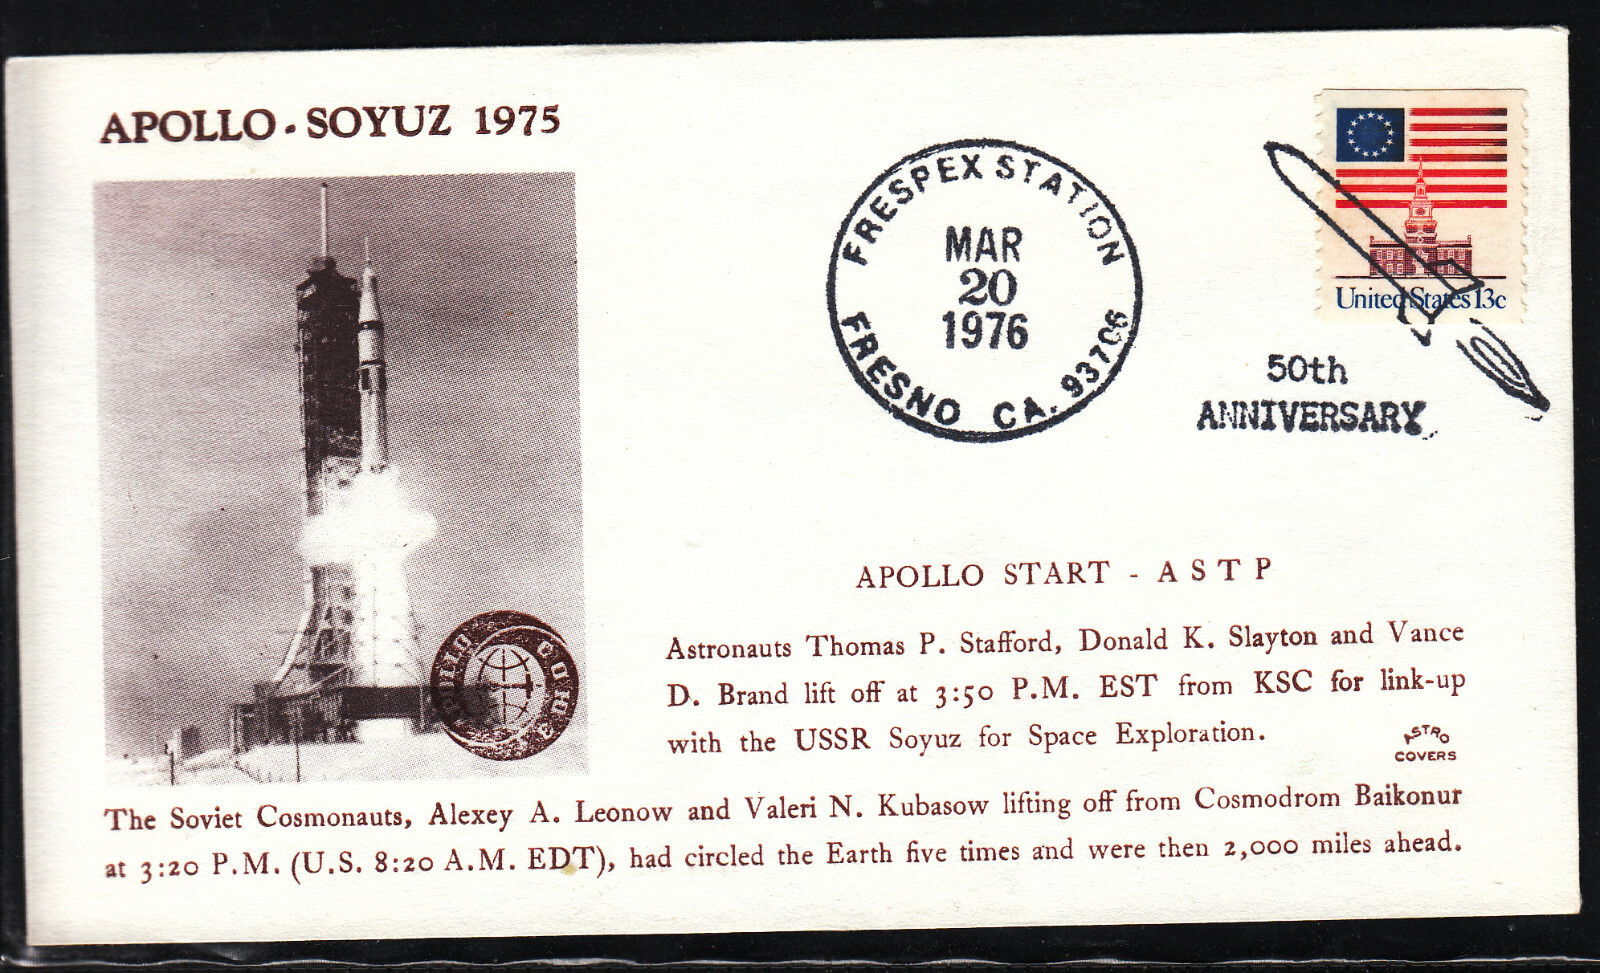 APOLLO - SOYUZ 1975
FRESPEX STATION
MAR
20
1976
FRESNO CA. 93706
United States 13c
50th
ANNIVERSARY
APOLLO START - A S T P
Astronauts Thomas P. Stafford, Donald K. Slayton and Vance
D. Brand lift off at 3:50 P.M. EST from KSC for link-up
with the USSR Soyuz for Space Exploration.
ASTRO
COVERS
APOLLO
The Soviet Cosmonauts, Alexey A. Leonow and Valeri N. Kubasow lifting off from Cosmodrom Baikonur
at 3:20 P.M. (U.S. 8:20 A.M. EDT), had circled the Earth five times and were then 2,000 miles ahead.